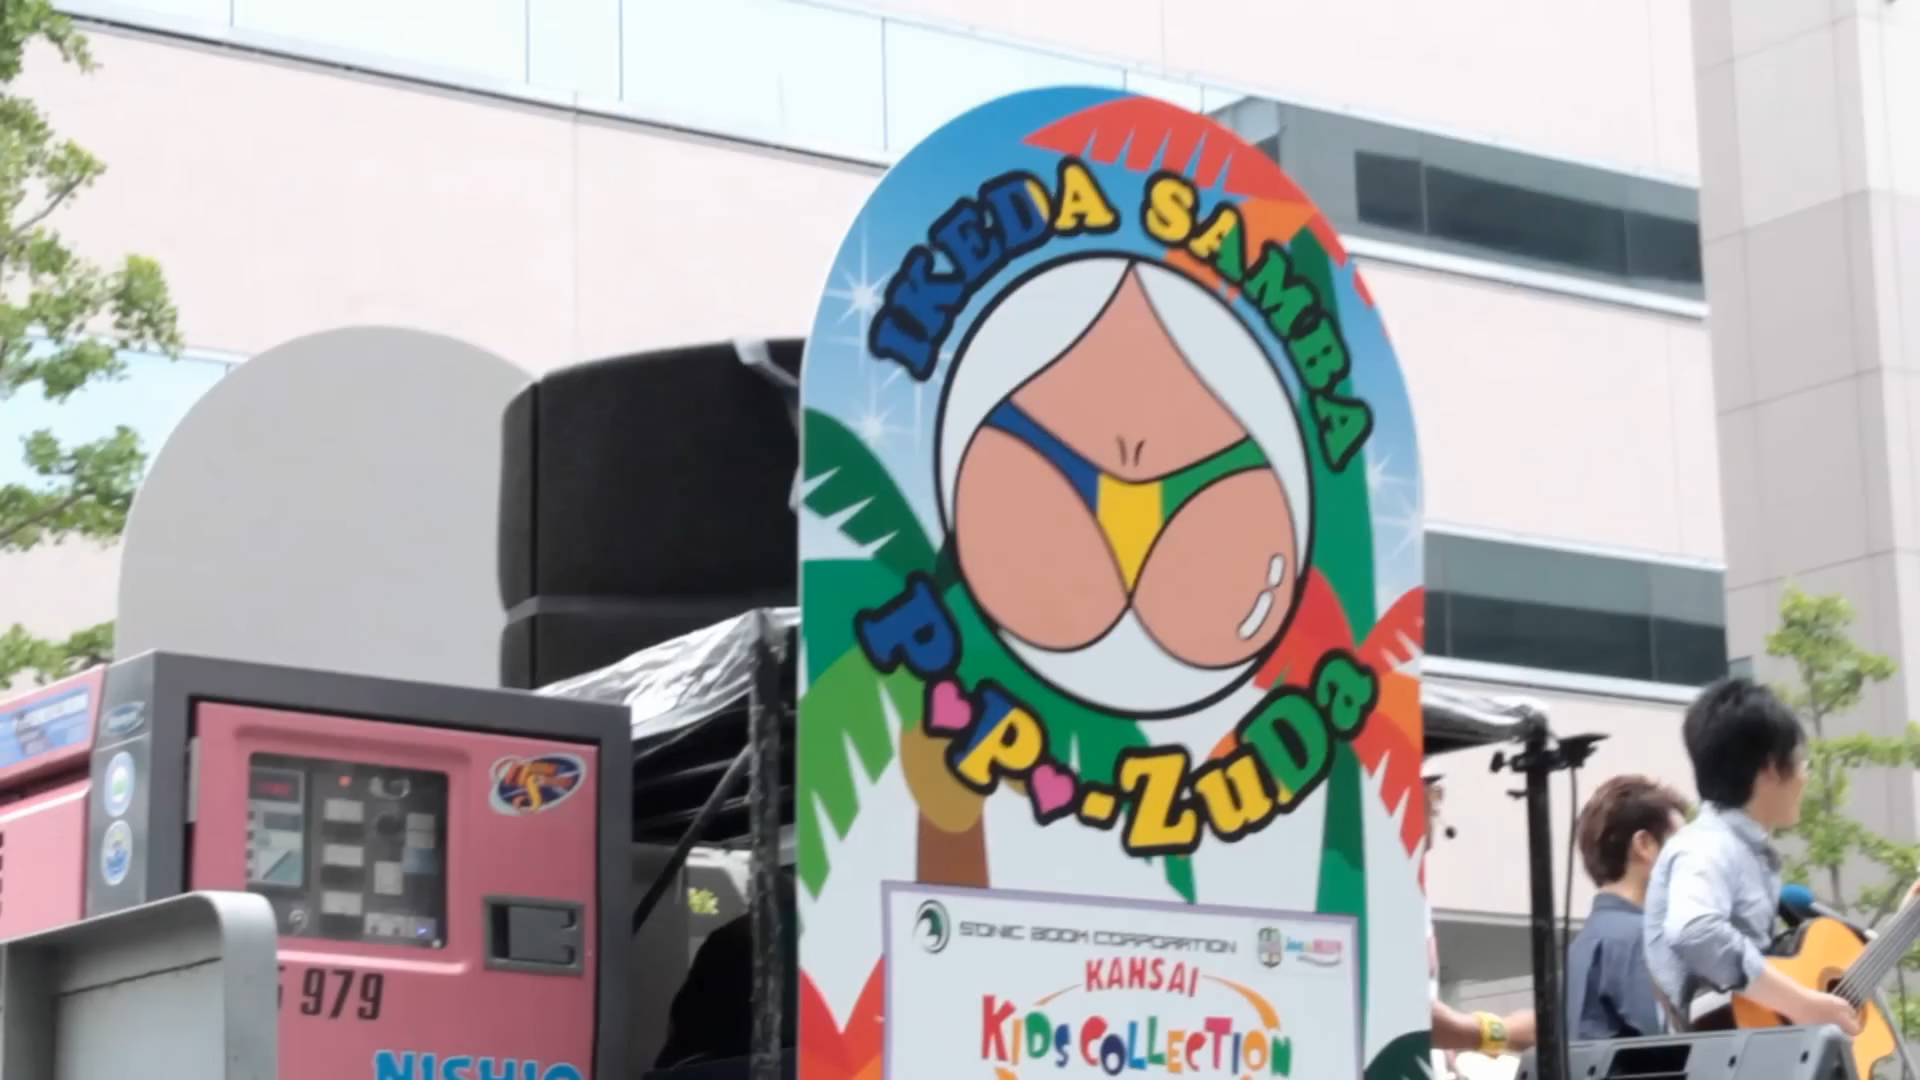 IKEDA SAMBA
P♥P♥-ZuDa
SONIC BOOM CORPORATION
KANSAI
KIDS COLLECTION
979
NISHIO